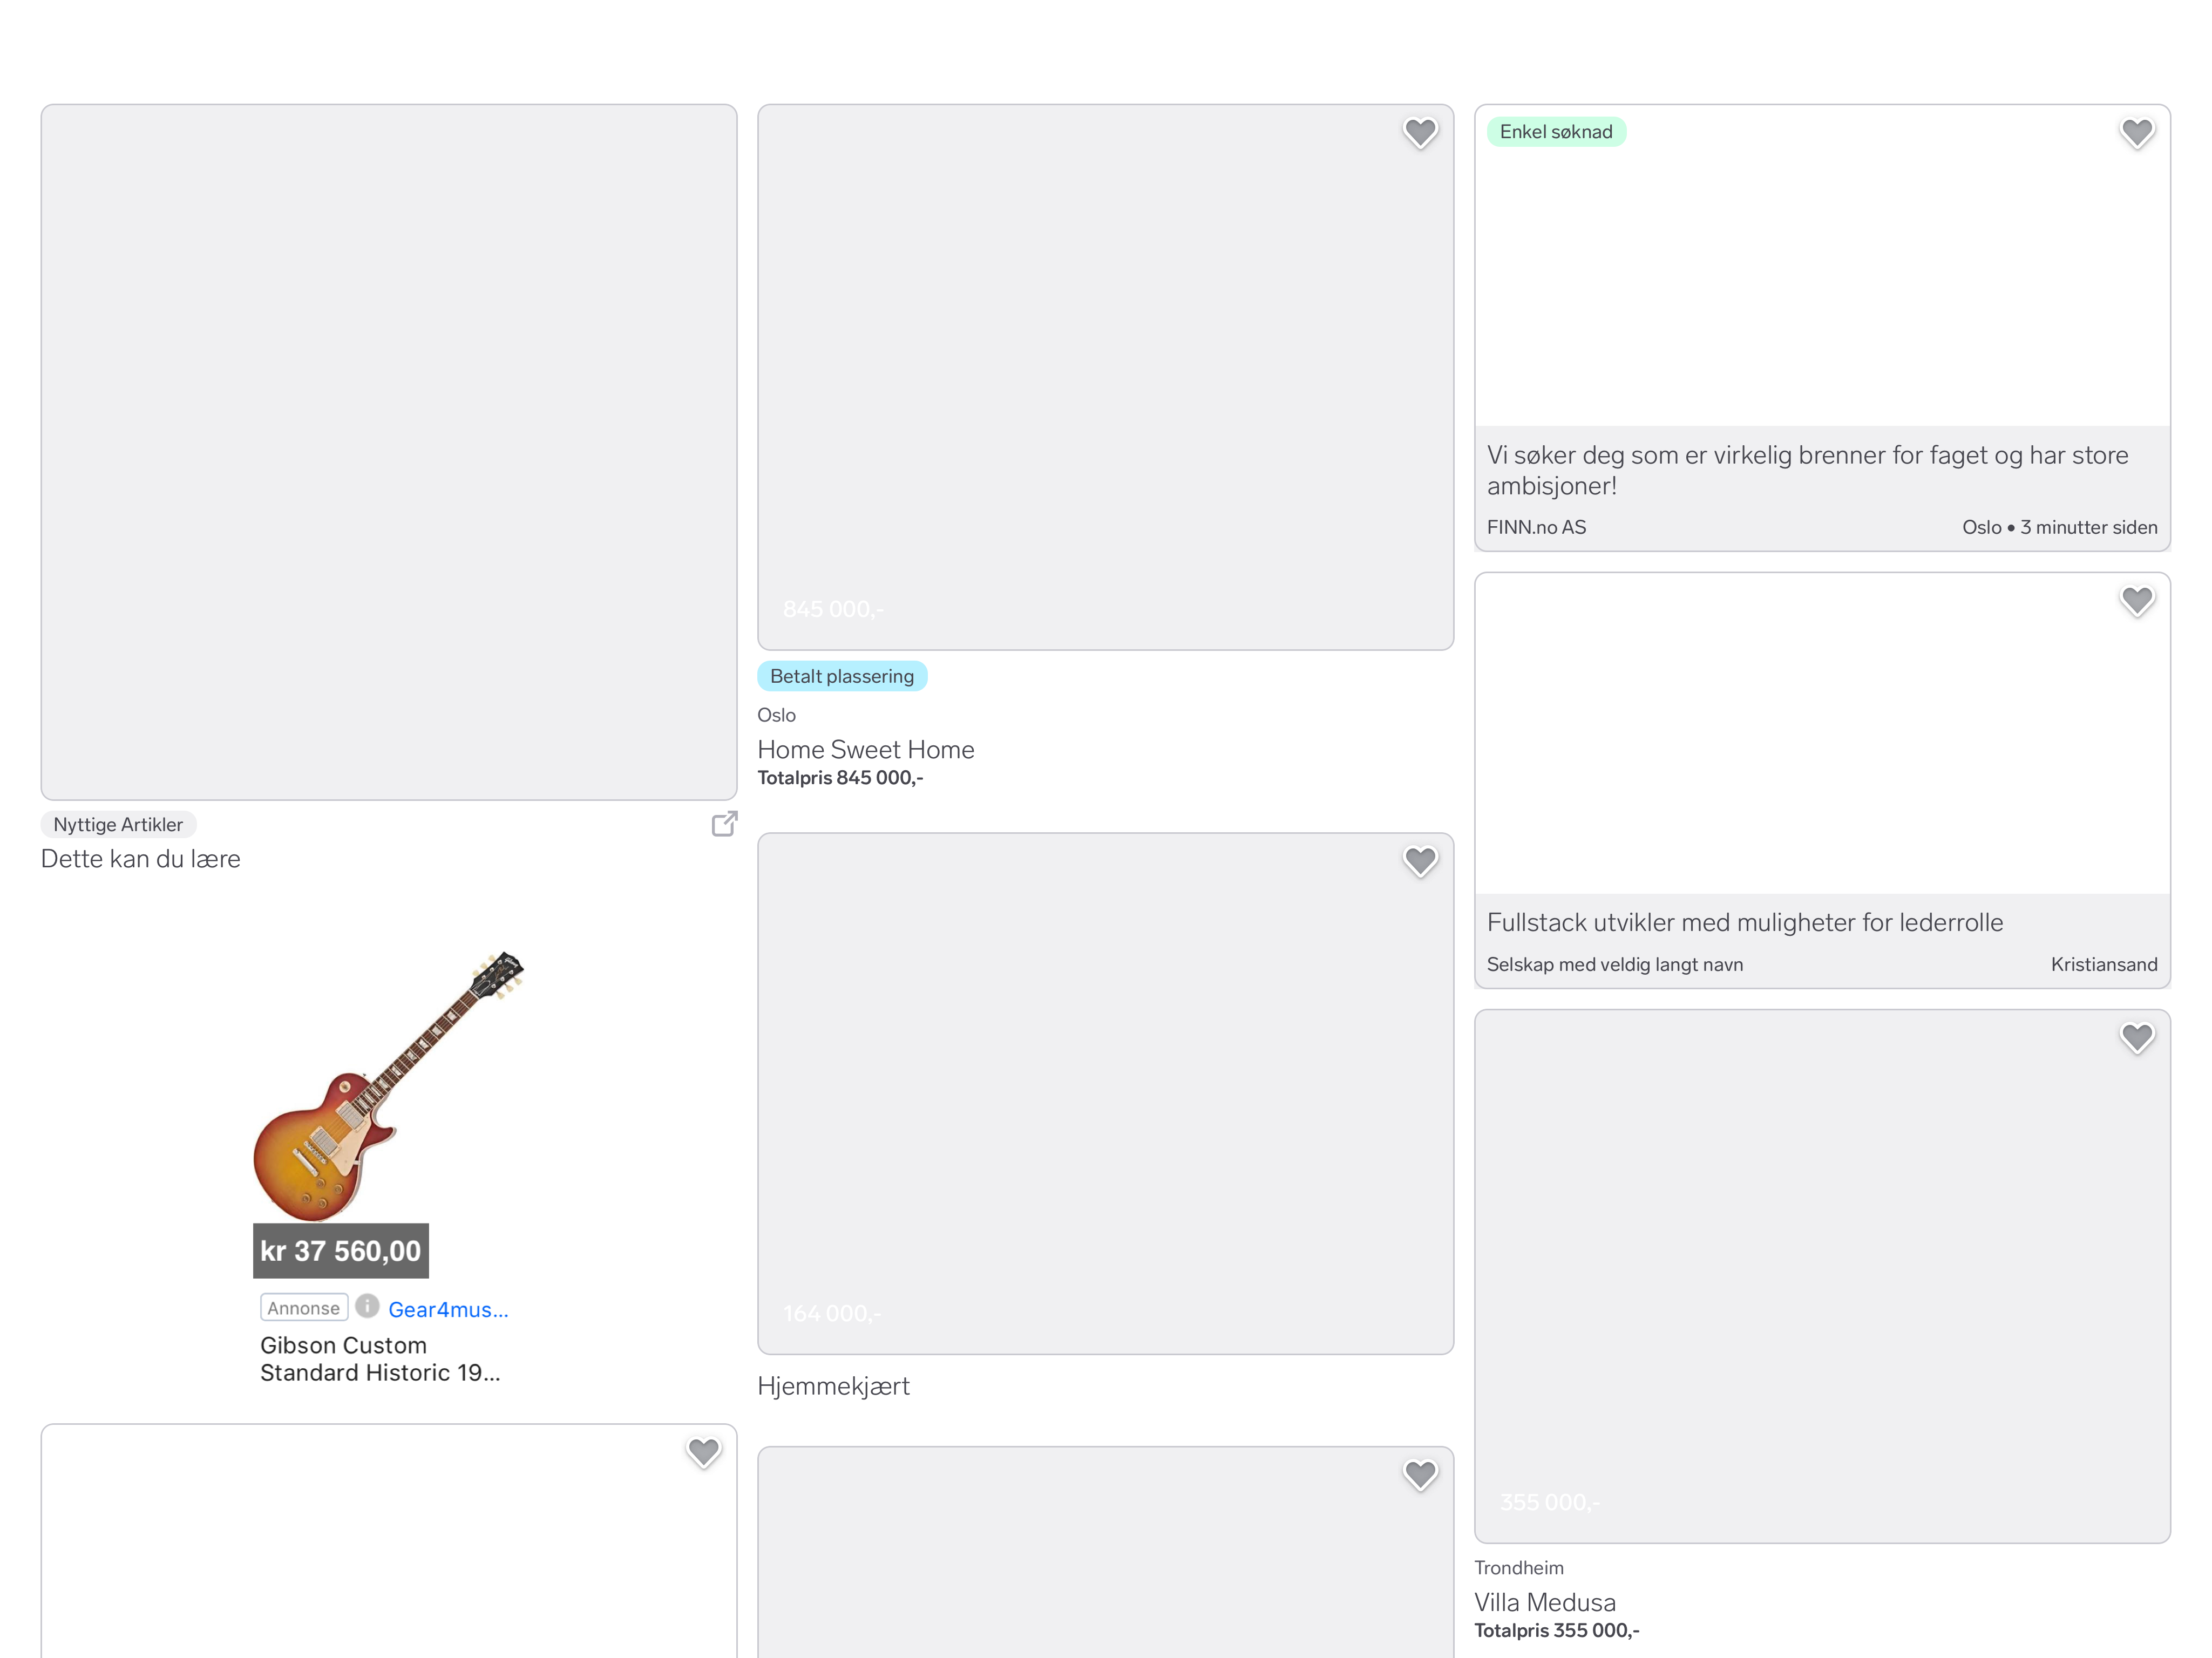 Nyttige Artikler
Dette kan du lære
kr 37 560,00
Annonse Gear4mus...
Gibson Custom
Standard Historic 19...
845 000,-
Betalt plassering
Oslo
Home Sweet Home
Totalpris 845 000,-
164 000,-
Hjemmekjært
Enkel søknad
Vi søker deg som er virkelig brenner for faget og har store
ambisjoner!
FINN.no AS
Oslo • 3 minutter siden
Fullstack utvikler med muligheter for lederrolle
Selskap med veldig langt navn
Kristiansand
355 000,-
Trondheim
Villa Medusa
Totalpris 355 000,-